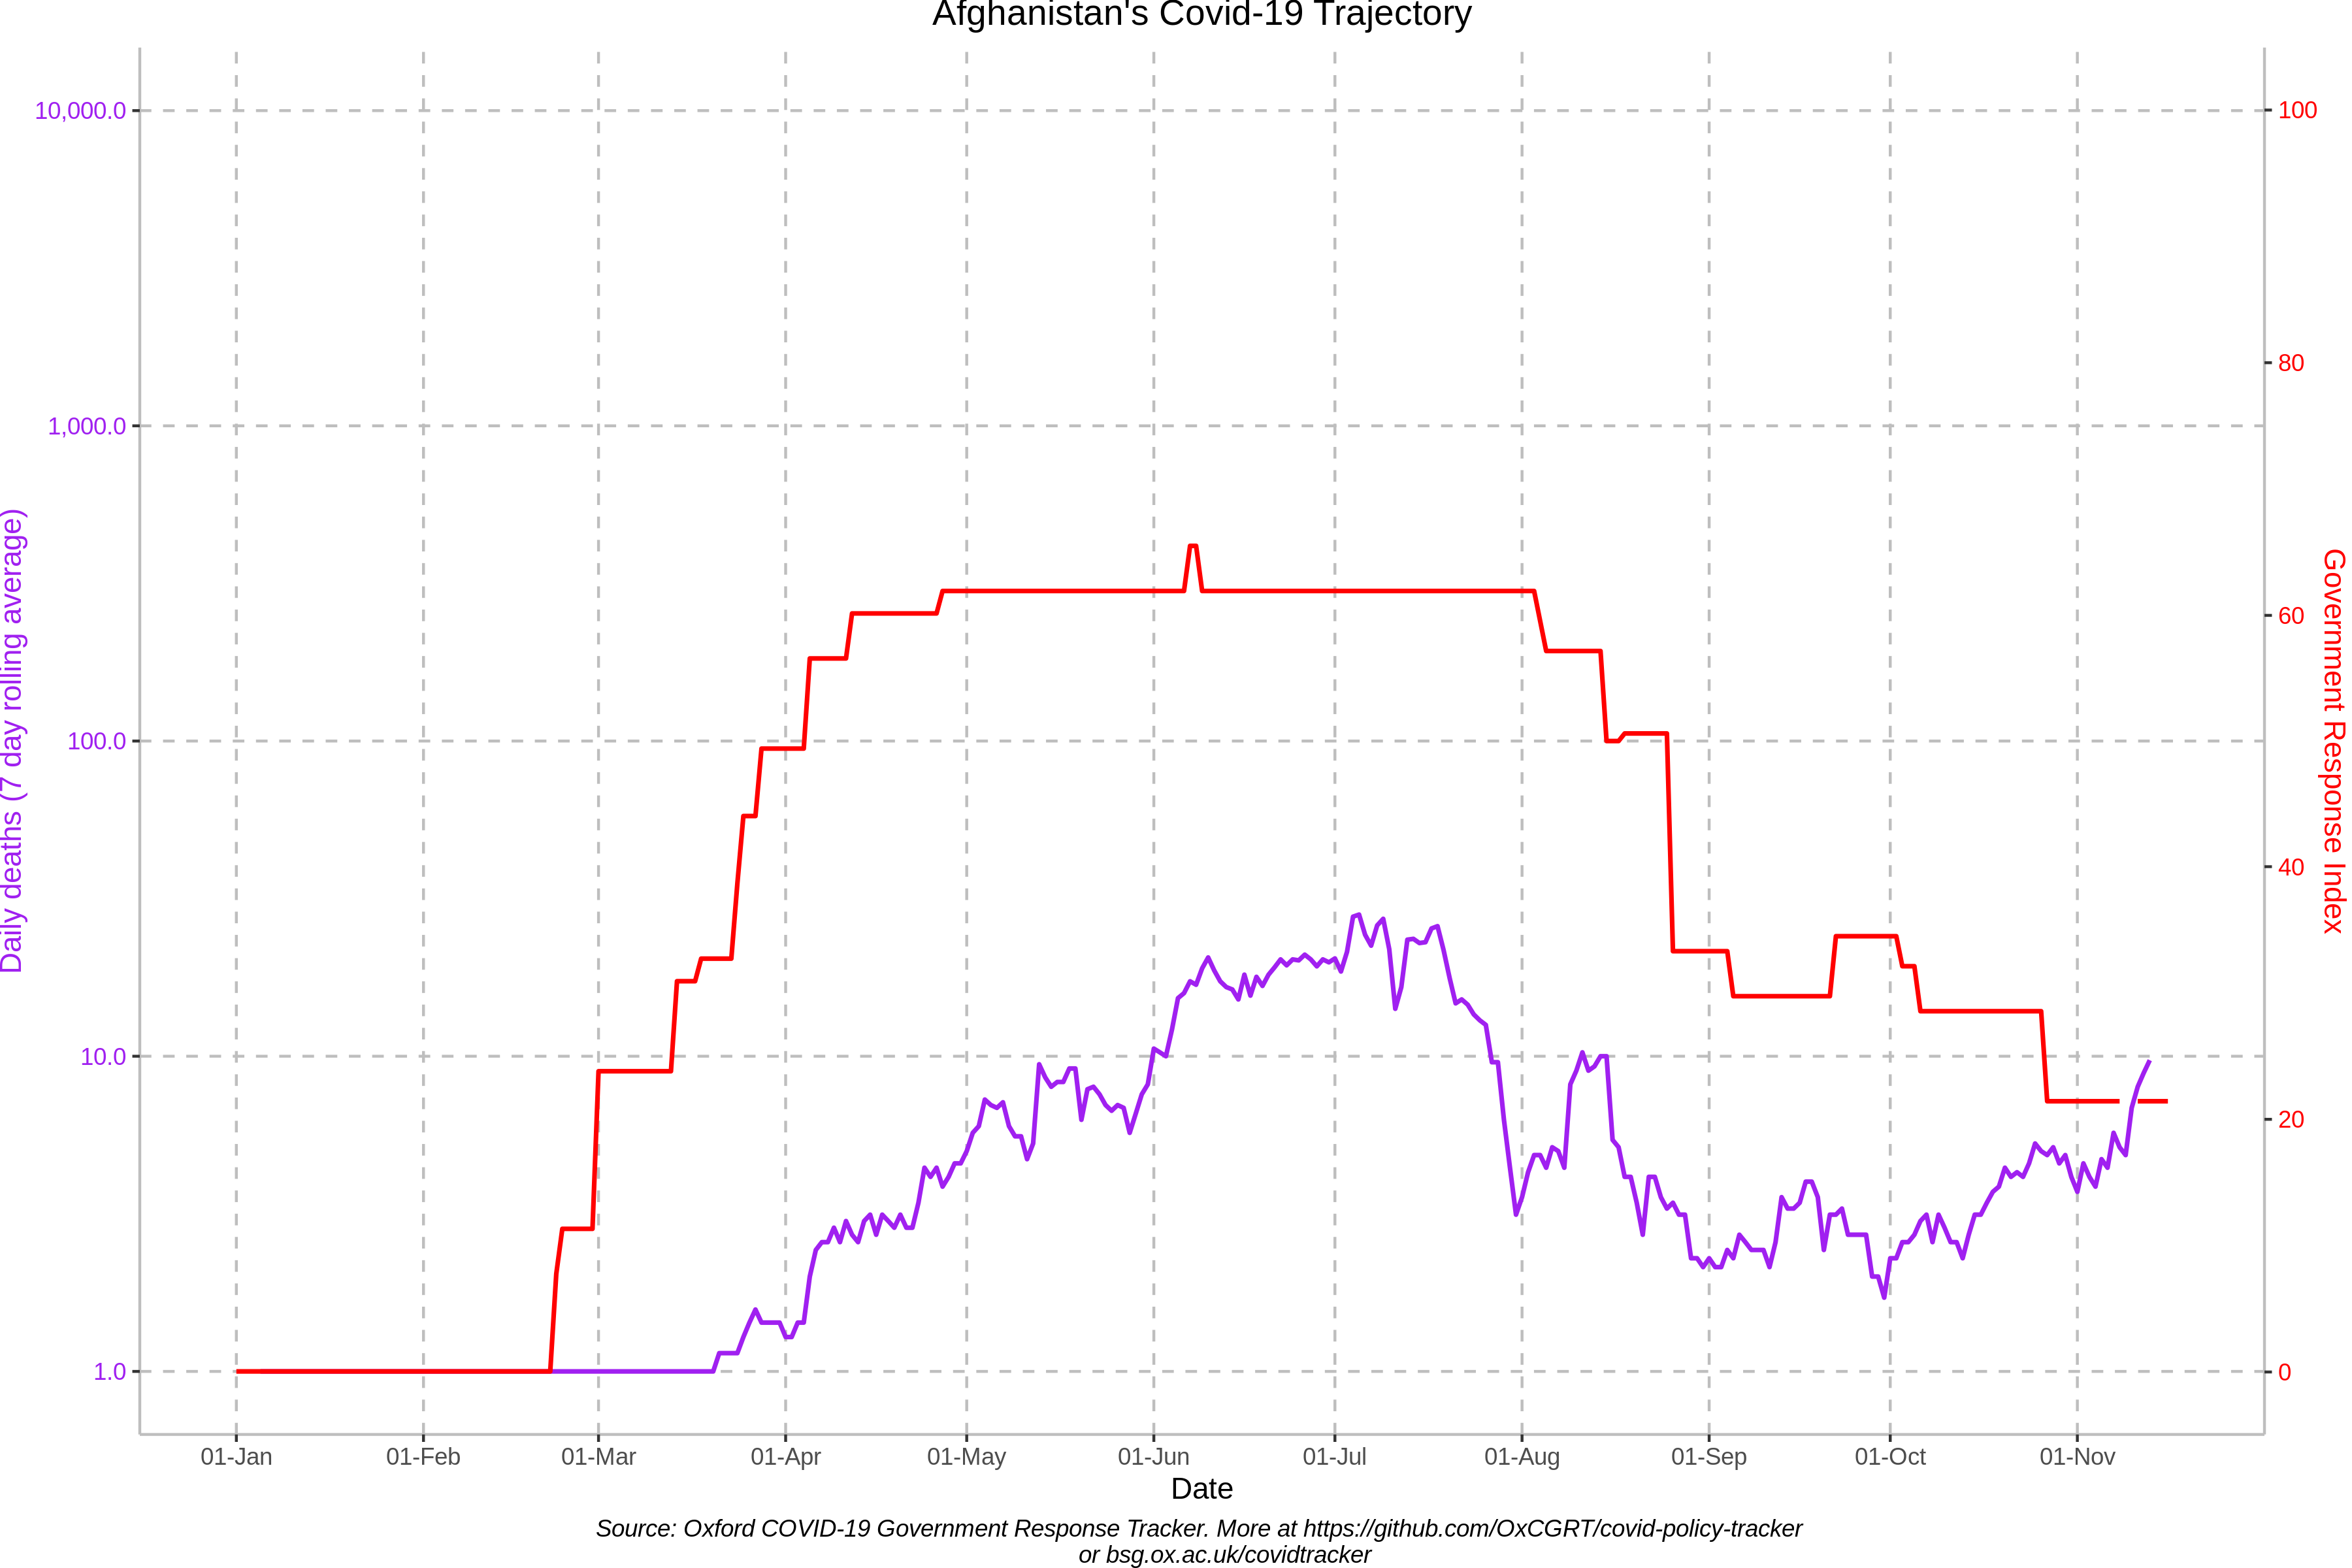 Afghanistan's Covid-19 Trajectory
10,000.0
1,000.0
100.0
10.0
1.0
Daily deaths (7 day rolling average)
100
80
60
40
20
0
Government Response Index
01-Jan
01-Feb
01-Mar
01-Apr
01-May
01-Jun
01-Jul
01-Aug
01-Sep
01-Oct
01-Nov
Date
Source: Oxford COVID-19 Government Response Tracker. More at https://github.com/OxCGRT/covid-policy-tracker
or bsg.ox.ac.uk/covidtracker